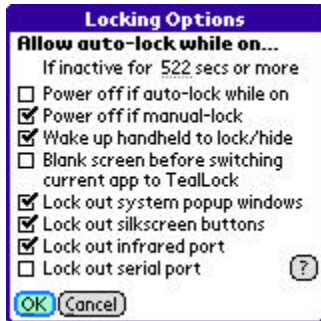 Locking Options
Allow auto-lock while on...
If inactive for 522 secs or more
Power off if auto-lock while on
Power off if manual-lock
Wake up handheld to lock/hide
Blank screen before switching
current app to TealLock
Lock out system popup windows
Lock out silkscreen buttons
Lock out infrared port
Lock out serial port
?
OK Cancel